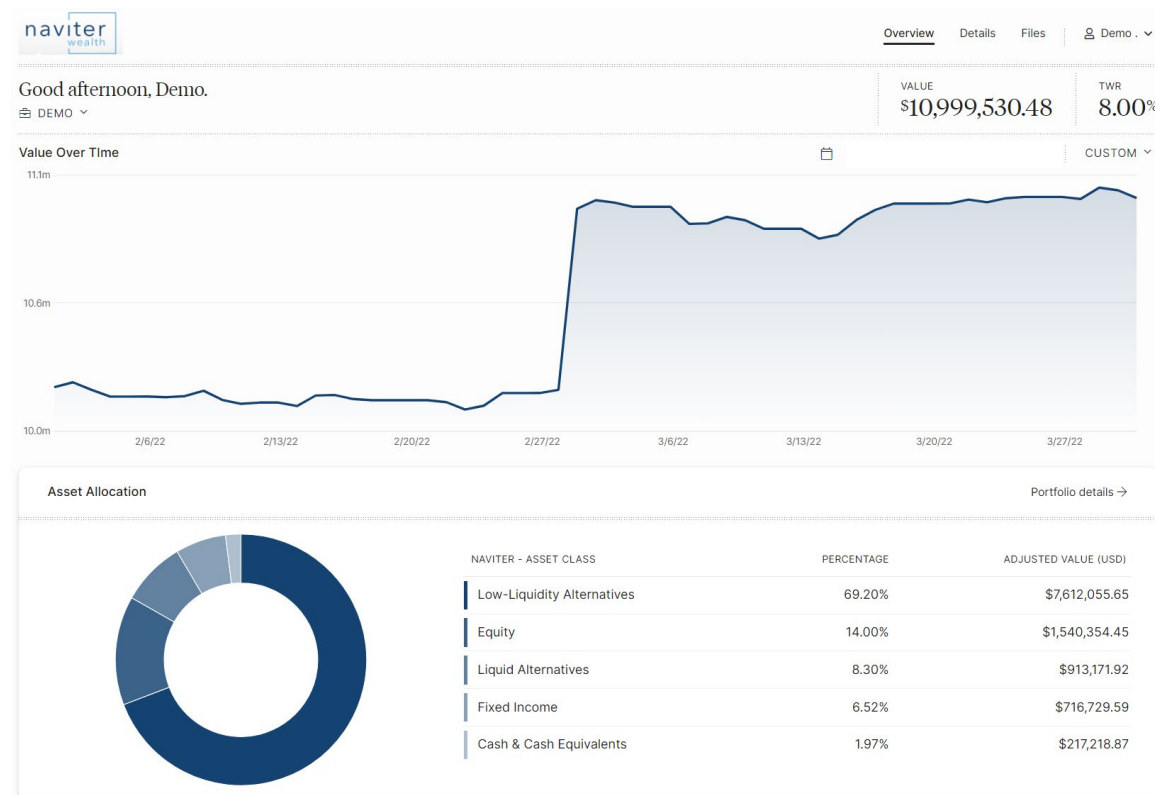 naviter
wealth
Overview Details Files Demo .
Good afternoon, Demo.
DEMO
VALUE
$10,999,530.48
TWR
8.00%
Value Over TIme
CUSTOM
11.1m
10.6m
10.0m
2/6/22 2/13/22 2/20/22 2/27/22 3/6/22 3/13/22 3/20/22 3/27/22
Asset Allocation Portfolio details →
NAVITER - ASSET CLASS PERCENTAGE ADJUSTED VALUE (USD)
Low-Liquidity Alternatives 69.20% $7,612,055.65
Equity 14.00% $1,540,354.45
Liquid Alternatives 8.30% $913,171.92
Fixed Income 6.52% $716,729.59
Cash & Cash Equivalents 1.97% $217,218.87